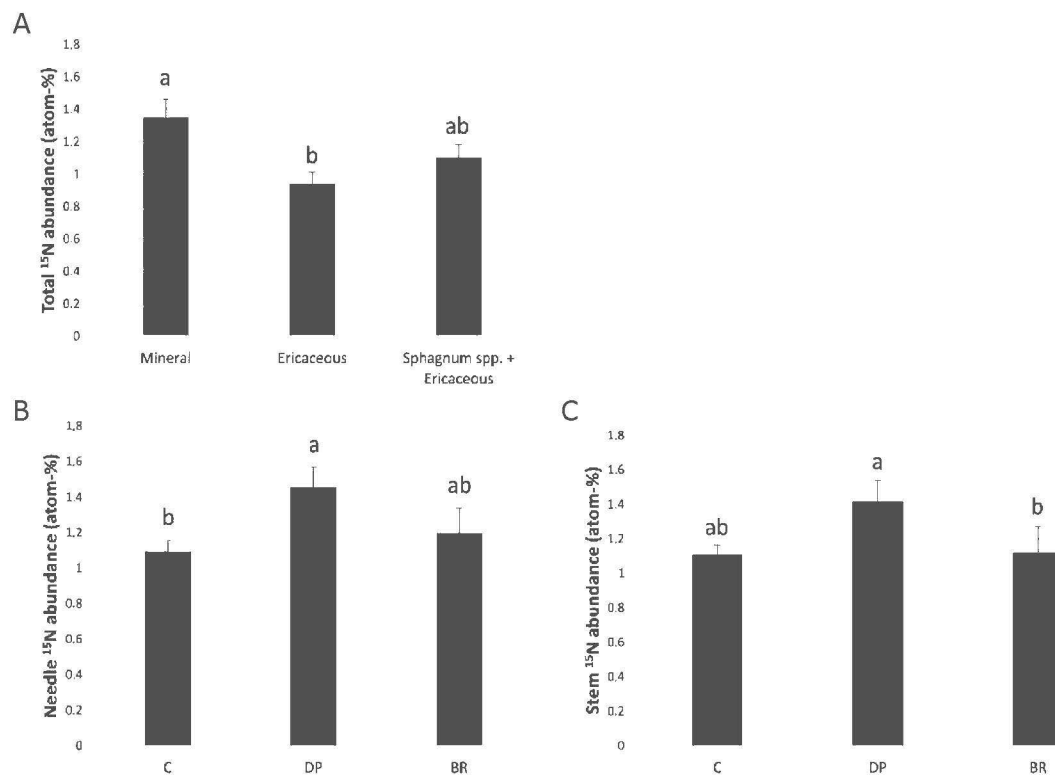 A
Total ¹⁵N abundance (atom-%)
1,8
1.6
1.4
1.2
1
0.8
0.6
0.4
0.2
0
a
b
ab
Mineral
Ericaceous
Sphagnum spp. +
Ericaceous
B
Needle ¹⁵N abundance (atom-%)
1,8
1.6
1.4
1.2
1
0.8
0.6
0.4
0.2
0
b
a
ab
C
DP
BR
C
Stem ¹⁵N abundance (atom-%)
1.8
1.6
1.4
1.2
1
0.8
0.6
0.4
0.2
0
ab
a
b
C
DP
BR